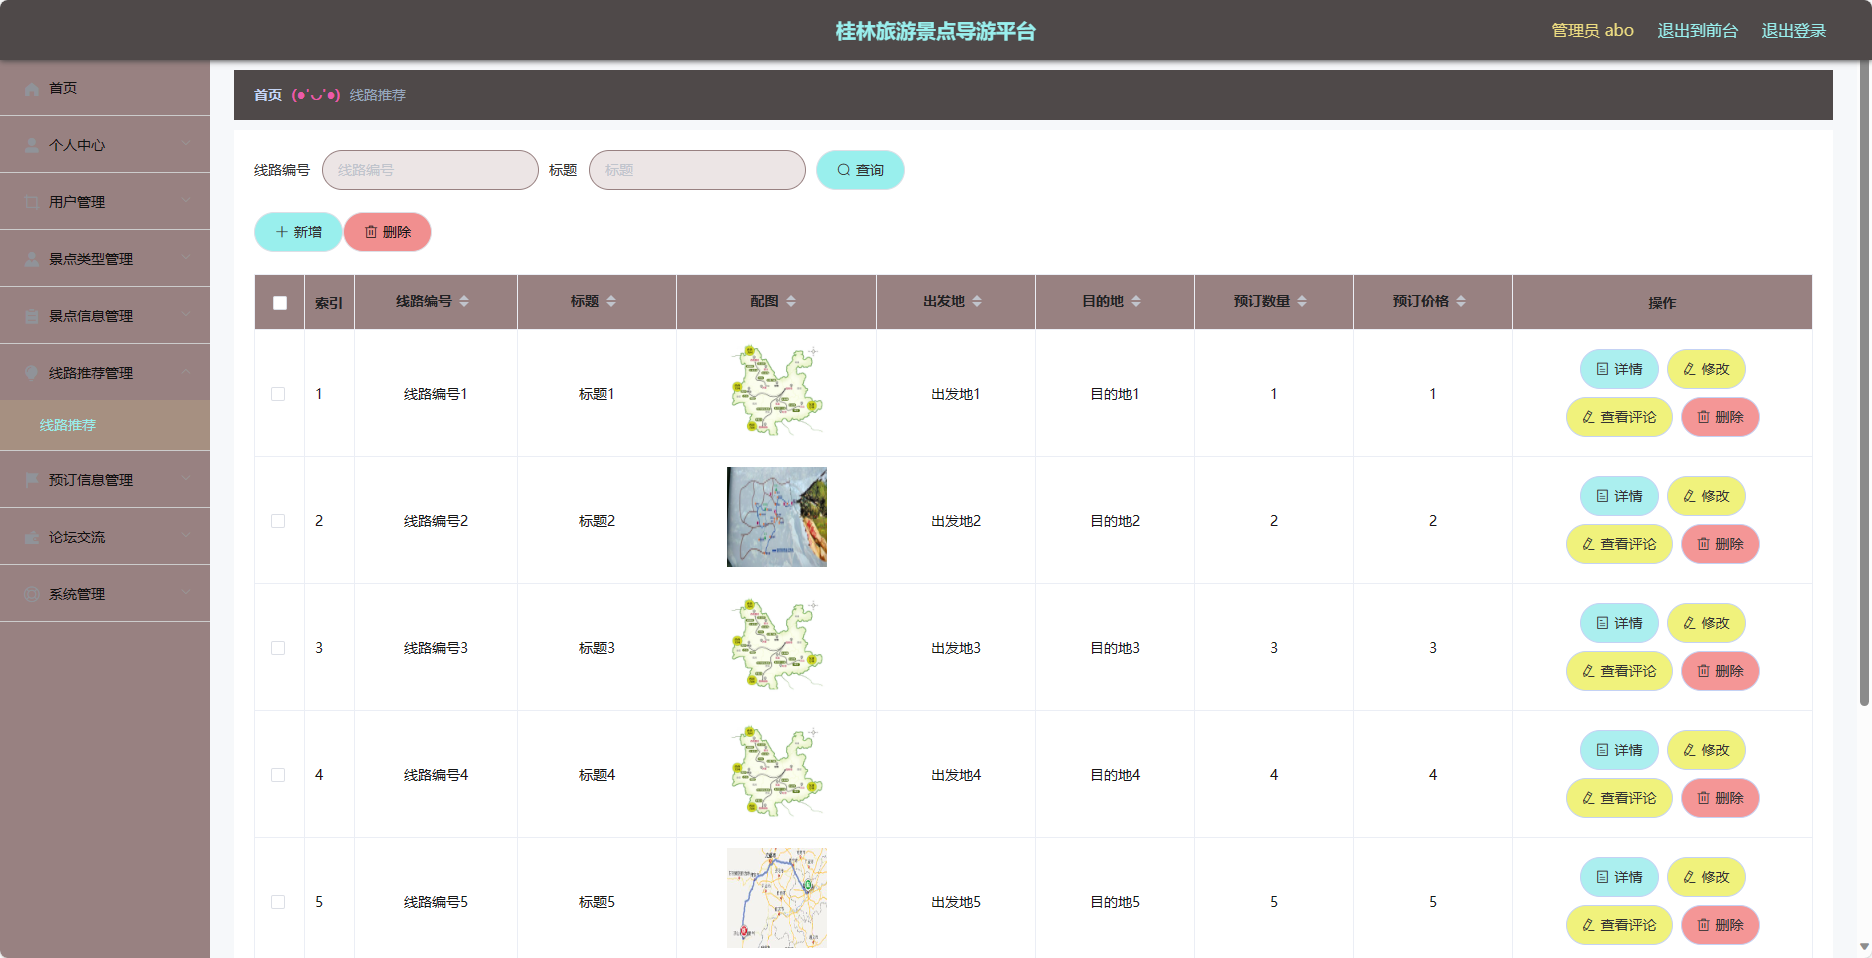 桂林旅游景点导游平台
管理员 abo 退出到前台 退出登录
首页
个人中心
用户管理
景点类型管理
景点信息管理
线路推荐管理
线路推荐
预订信息管理
论坛交流
系统管理
首页 (●'◡'●) 线路推荐
线路编号 线路编号 标题 标题 查询
新增 删除
索引 线路编号 标题 配图 出发地 目的地 预订数量 预订价格 操作
1 线路编号1 标题1 出发地1 目的地1 1 1
详情 修改
查看评论 删除
2 线路编号2 标题2 出发地2 目的地2 2 2
详情 修改
查看评论 删除
3 线路编号3 标题3 出发地3 目的地3 3 3
详情 修改
查看评论 删除
4 线路编号4 标题4 出发地4 目的地4 4 4
详情 修改
查看评论 删除
5 线路编号5 标题5 出发地5 目的地5 5 5
详情 修改
查看评论 删除